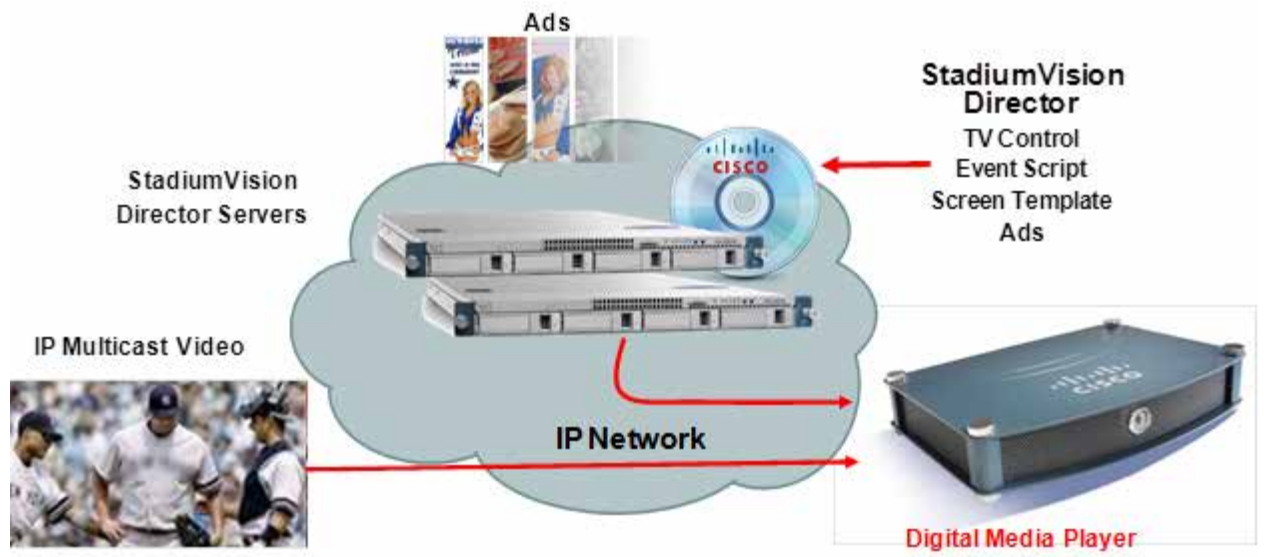 Ads
StadiumVision
Director
TV Control
Event Script
Screen Template
Ads
CISCO
StadiumVision
Director Servers
IP Multicast Video
IP Network
CISCO
Digital Media Player